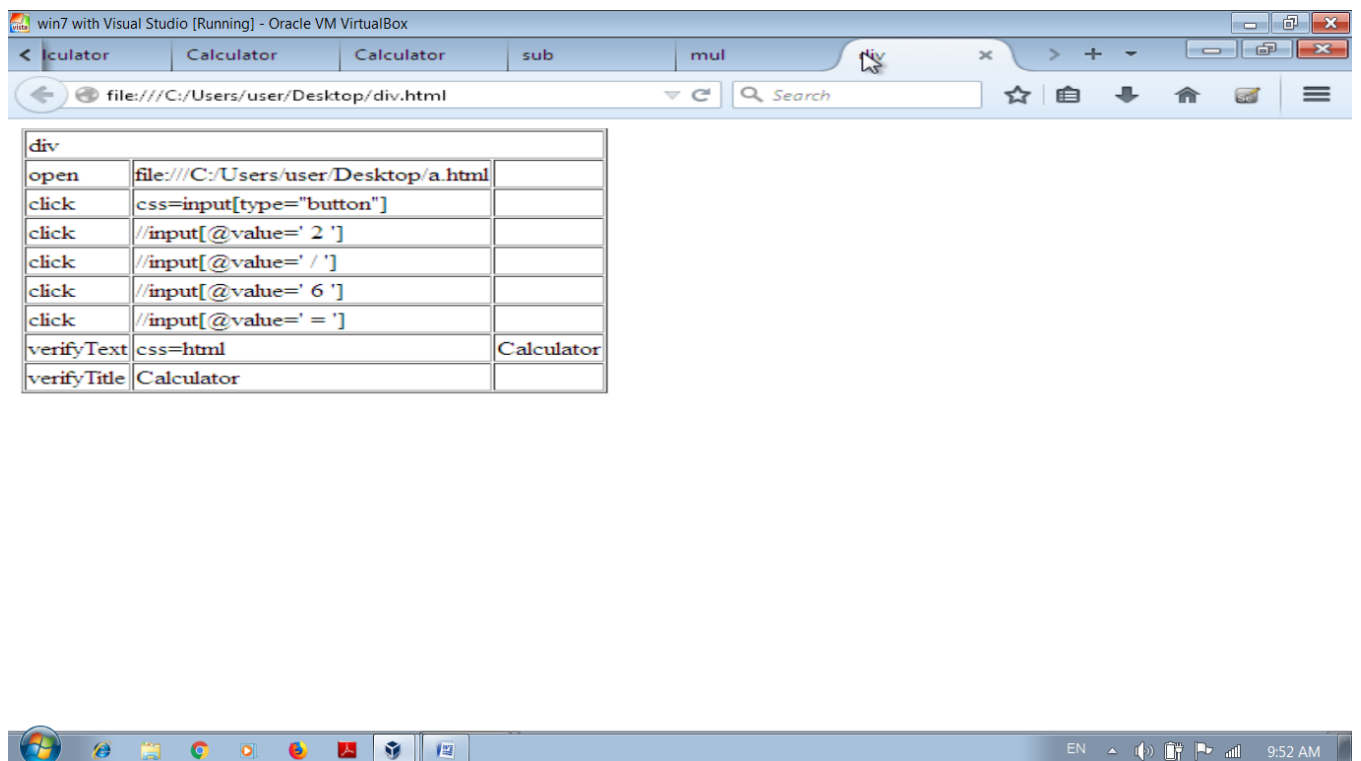 win7 with Visual Studio [Running] - Oracle VM VirtualBox
lculator Calculator Calculator sub mul div
file:///C:/Users/user/Desktop/div.html Search
div
open file:///C:/Users/user/Desktop/a.html
click css=input[type="button"]
click //input[@value=' 2 ']
click //input[@value=' / ']
click //input[@value=' 6 ']
click //input[@value=' = ']
verifyText css=html Calculator
verifyTitle Calculator
EN 9:52 AM